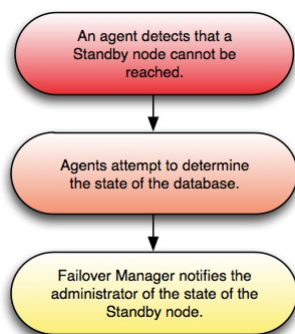 An agent detects that a
Standby node cannot be
reached.
Agents attempt to determine
the state of the database.
Failover Manager notifies the
administrator of the state of the
Standby node.